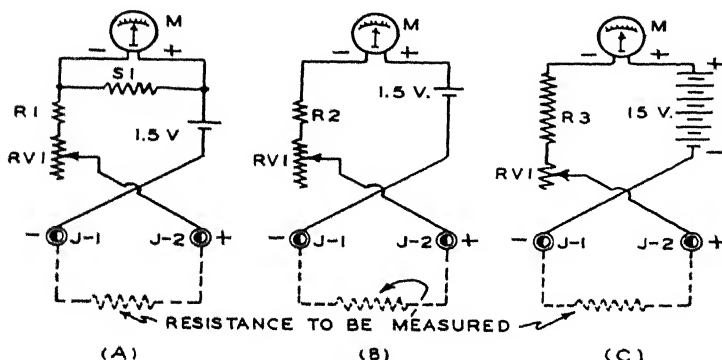 M M M
- + - + - + +
S1
R1 R2 R3
1.5 V 1.5 V. 15 V.
RV1 RV1 RV1
-
- J-1 J-2 + - J-1 J-2 + - J-1 J-2 +
RESISTANCE TO BE MEASURED
(A) (B) (C)